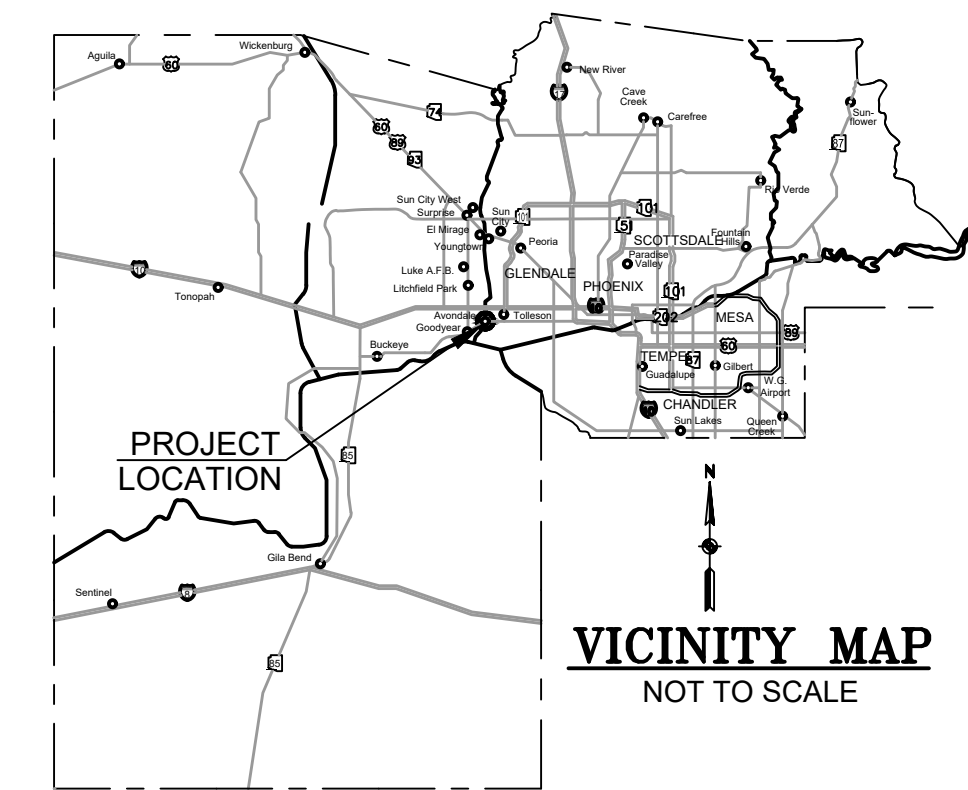 Wickenburg
Aguila
60
New River
17
Cave
Creek
Carefree
Sun-
flower
74
60
89
93
87
Rio Verde
Sun City West
Surprise
Sun
City
El Mirage
Youngtown
101
101
5
SCOTTSDALE
Fountain
Hills
Peoria
Paradise
Valley
Luke A.F.B.
GLENDALE
Litchfield Park
PHOENIX
101
10
Tonopah
10
Avondale
Tolleson
Goodyear
202
MESA
89
Buckeye
60
TEMPE
87
Gilbert
Guadalupe
W.G.
Airport
10
CHANDLER
Sun Lakes
Queen
Creek
PROJECT
LOCATION
85
N
Gila Bend
Sentinel
8
85
VICINITY MAP
NOT TO SCALE